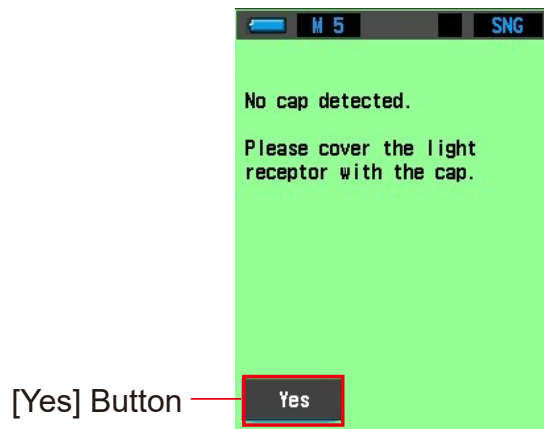 M 5 SNG
No cap detected.
Please cover the light
receptor with the cap.
[Yes] Button
Yes